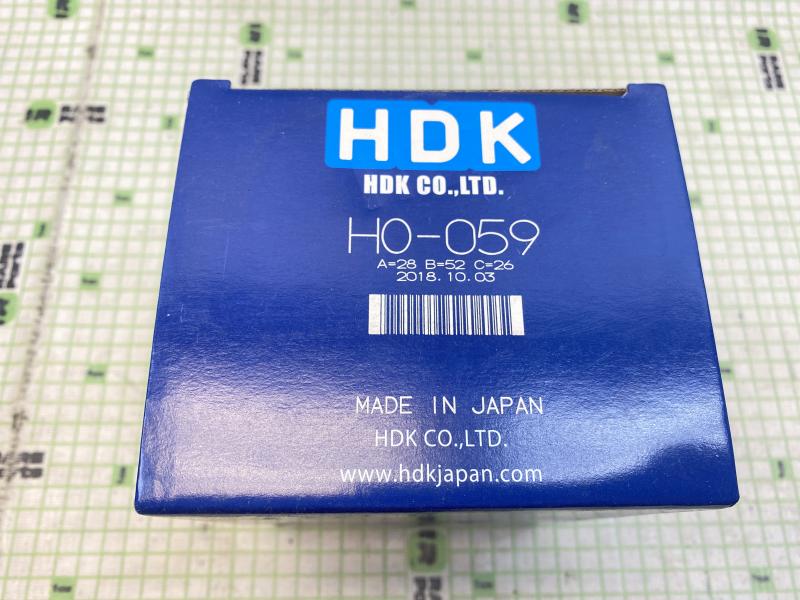 HDK
HDK CO.,LTD.
HO-059
A=28 B=52 C=26
2018.10.03
MADE IN JAPAN
HDK CO.,LTD.
www.hdkjapan.com